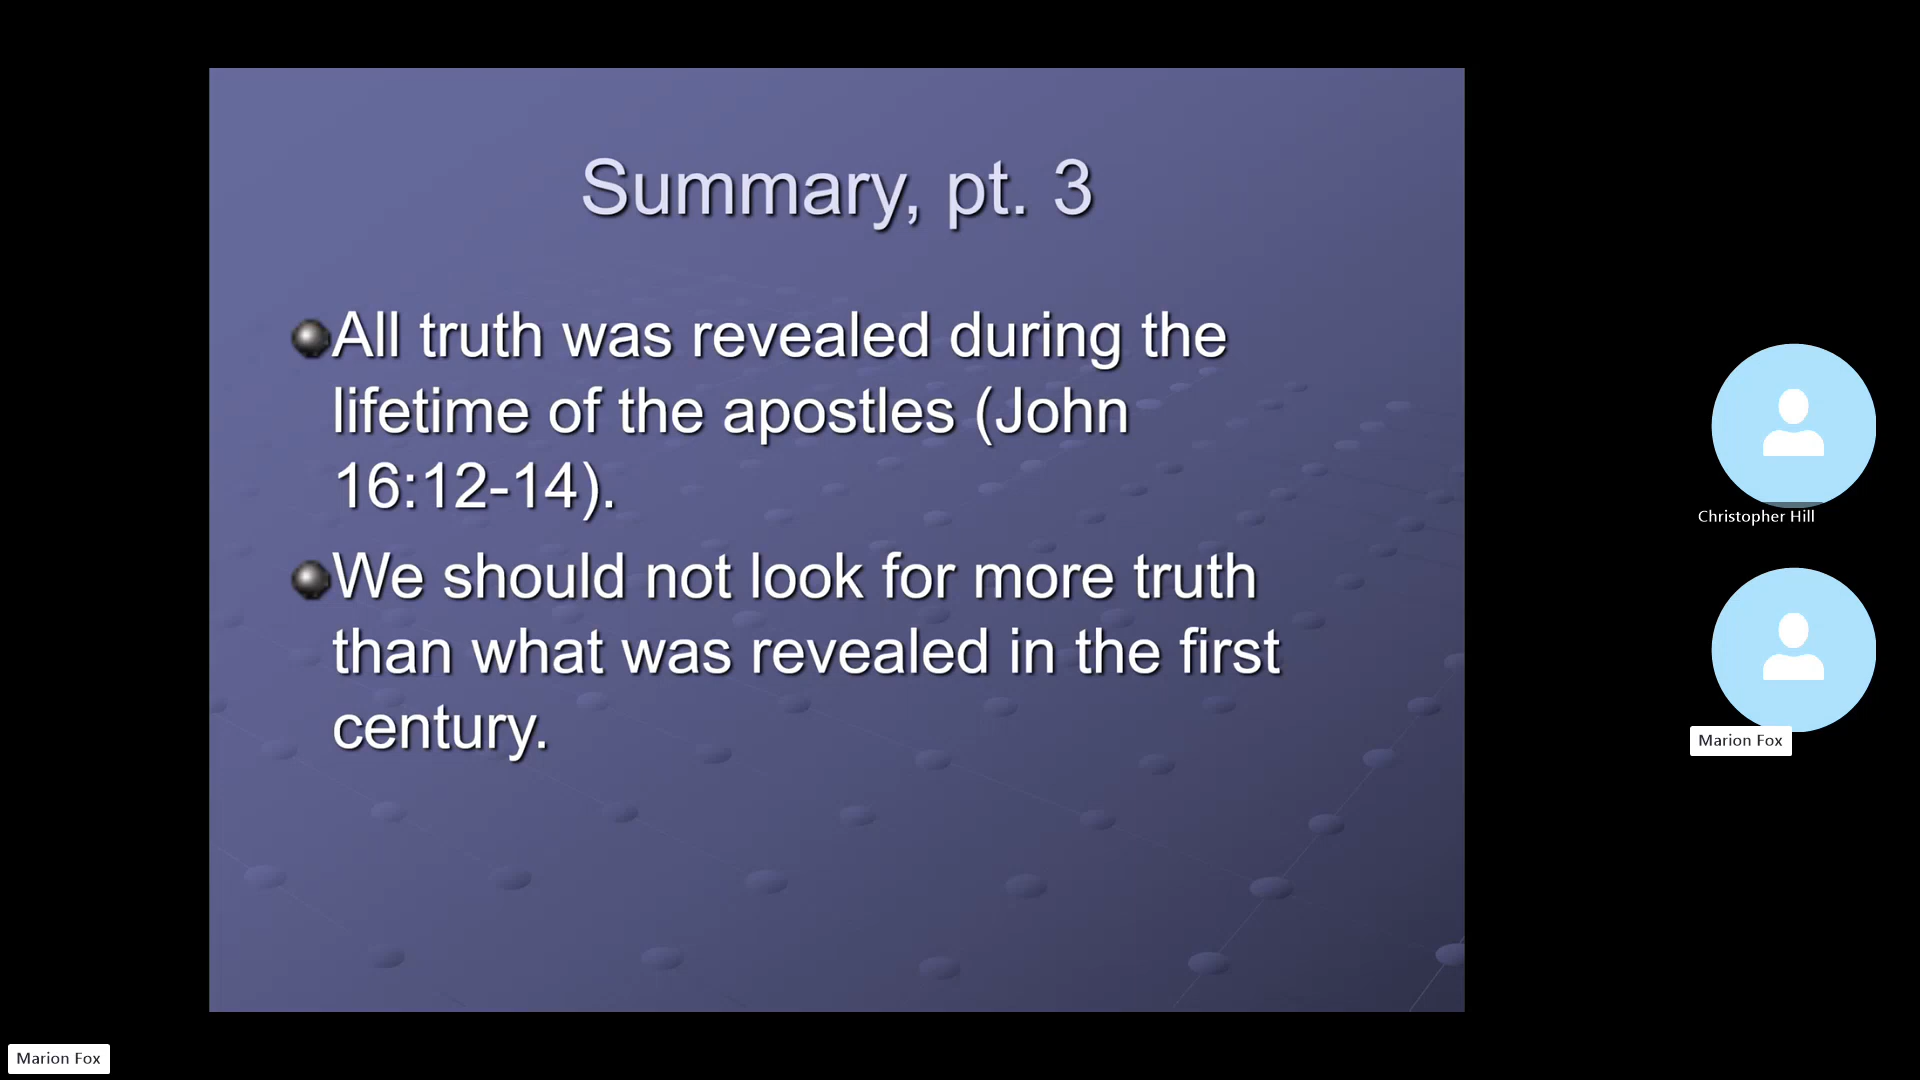 Summary, pt. 3
All truth was revealed during the
lifetime of the apostles (John
16:12-14).
We should not look for more truth
than what was revealed in the first
century.
Christopher Hill
Marion Fox
Marion Fox